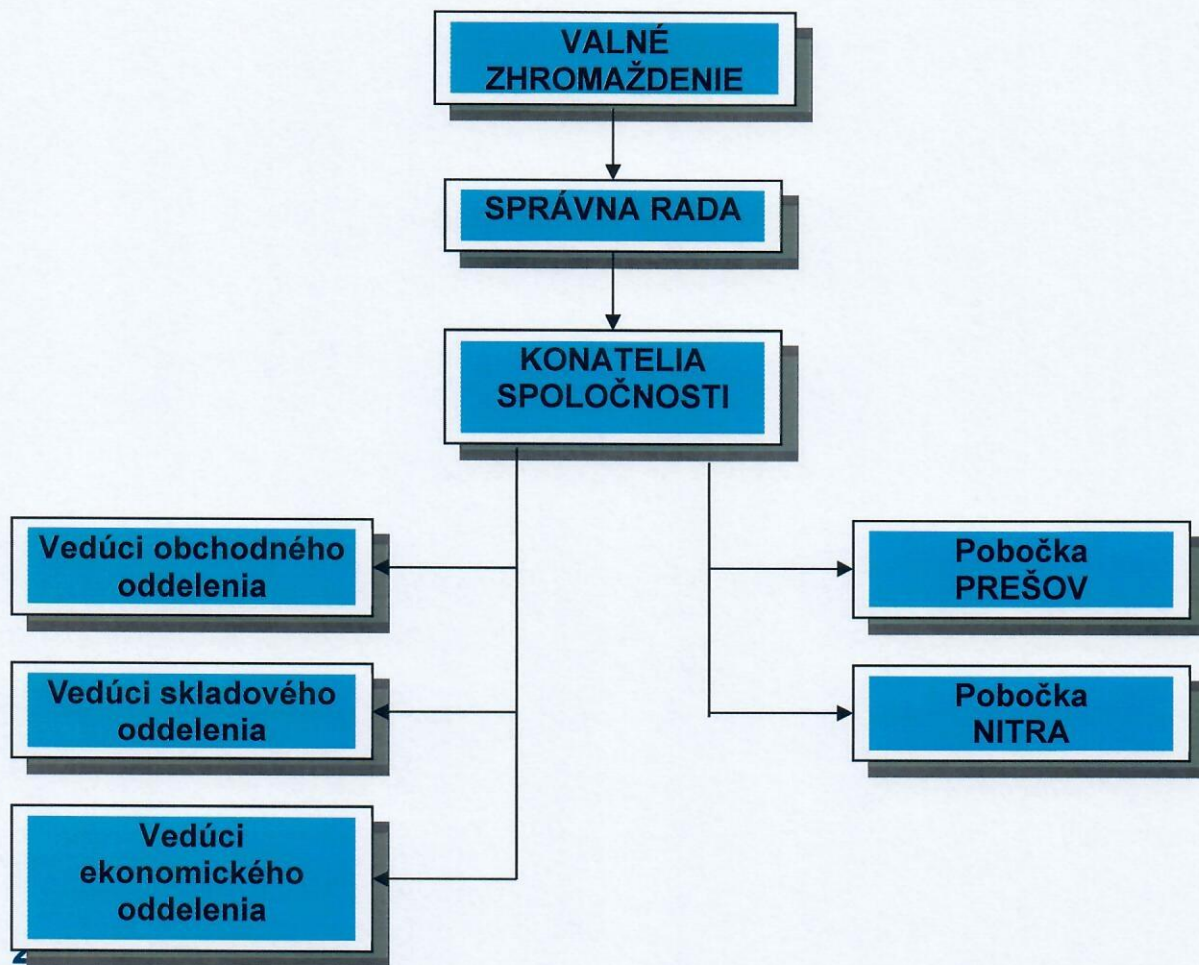 VALNÉ
ZHROMAŽDENIE
SPRÁVNA RADA
KONATELIA
SPOLOČNOSTI
Vedúci obchodného
oddelenia
Vedúci skladového
oddelenia
Vedúci
ekonomického
oddelenia
Pobočka
PREŠOV
Pobočka
NITRA